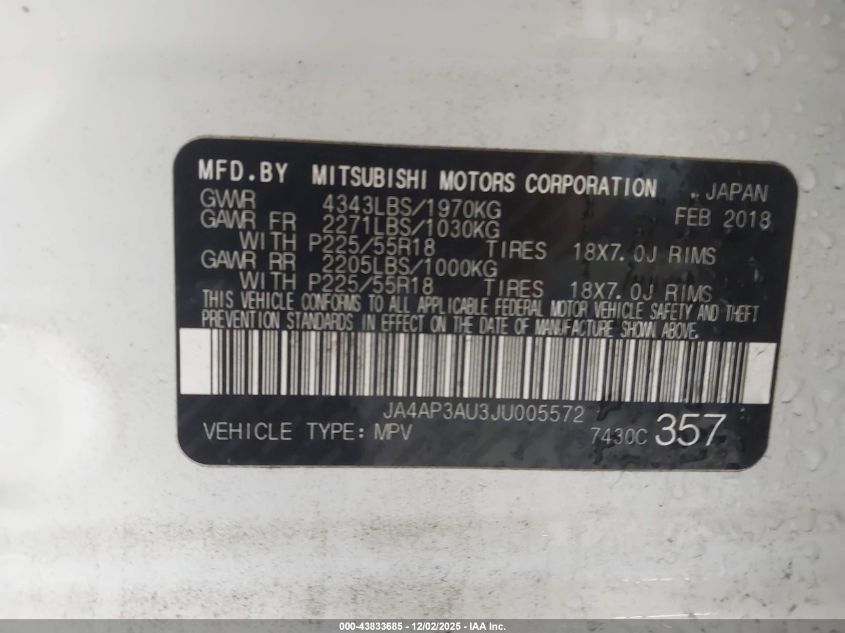 MFD.BY MITSUBISHI MOTORS CORPORATION . JAPAN
GVWR 4343LBS/1970KG FEB 2018
GAWR FR 2271LBS/1030KG
WITH P225/55R18 TIRES 18X7.0J RIMS
GAWR RR 2205LBS/1000KG
WITH P225/55R18 TIRES 18X7.0J RIMS
THIS VEHICLE CONFORMS TO ALL APPLICABLE FEDERAL MOTOR VEHICLE SAFETY AND THEFT
PREVENTION STANDARDS IN EFFECT ON THE DATE OF MANUFACTURE SHOWN ABOVE.
JA4AP3AU3JU005572
VEHICLE TYPE: MPV 7430C 357
000-43833685 - 12/02/2025 - IAA Inc.